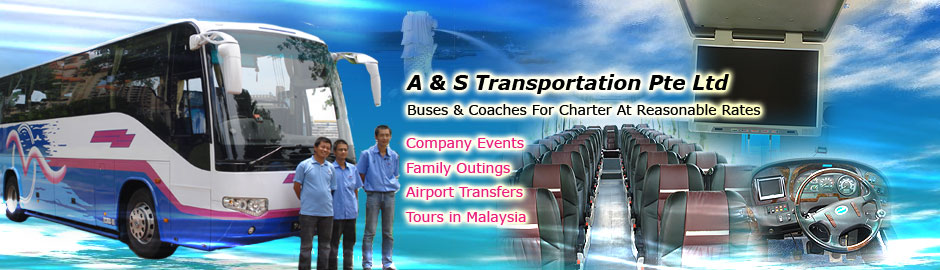 A & S Transportation Pte Ltd
Buses & Coaches For Charter At Reasonable Rates
Company Events
Family Outings
Airport Transfers
Tours in Malaysia